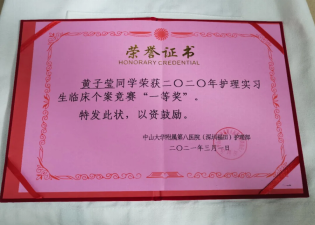 荣誉证书
HONORARY CREDENTIAL
黄子莹同学荣获二〇二〇年护理实习
生临床个案竞赛“一等奖”。
特发此状，以资鼓励。
中山大学附属第八医院（深圳福田）护理部
二〇二一年三月一日